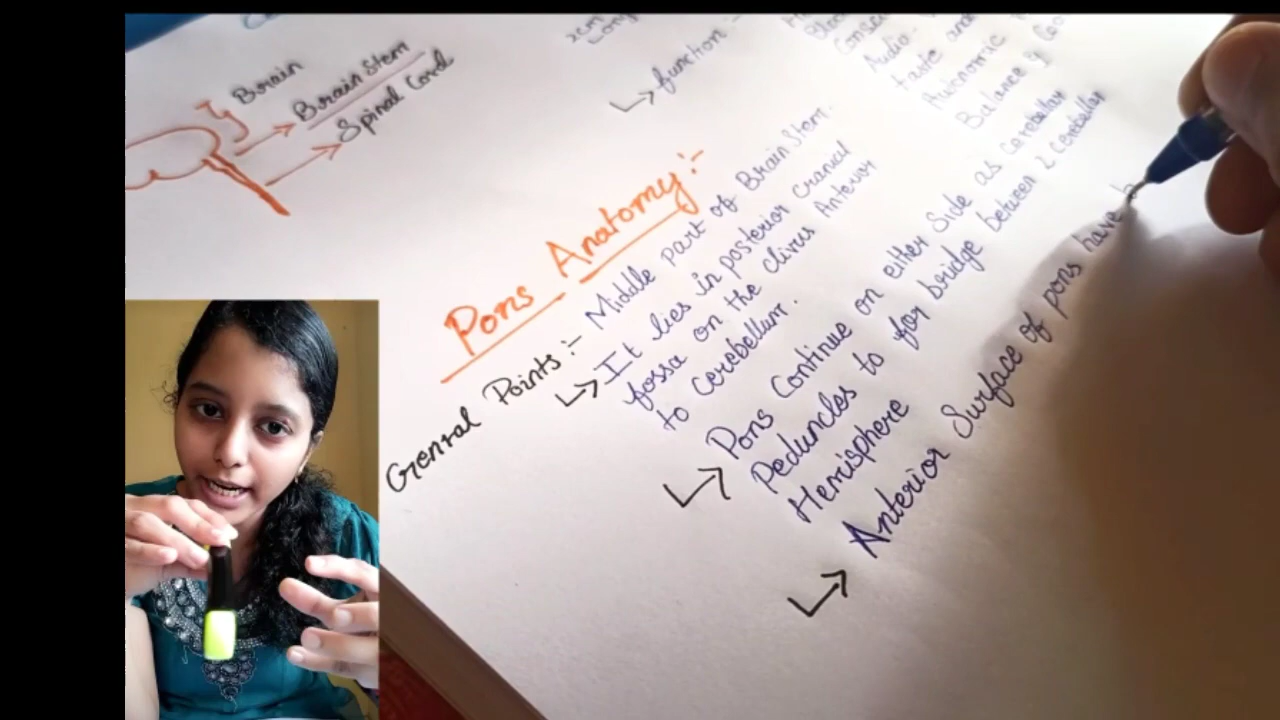 Brain
Brain Stem
Spinal Cord
function:-
Audio-
taste and
Autonomic
Balance &
Pons Anatomy:-
Genral Points:- Middle part of Brain Stem.
It lies in posterior cranial
fossa on the clivus Anterior
to cerebellum.
Pons Continue on either Side as cerebellar
Peduncles to for bridge between 2 cerebellar
Hemisphere
Anterior Surface of pons have